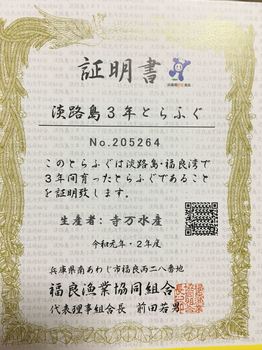 証明書
淡路島3年とらふぐ
No.205264
このとらふぐは淡路島・福良湾で
3年間育ったとらふぐであること
を証明致します。
生産者：寺万水産
令和元年・2年度
兵庫県南あわじ市福良丙二八番地
福良漁業協同組合
代表理事組合長 前田若男